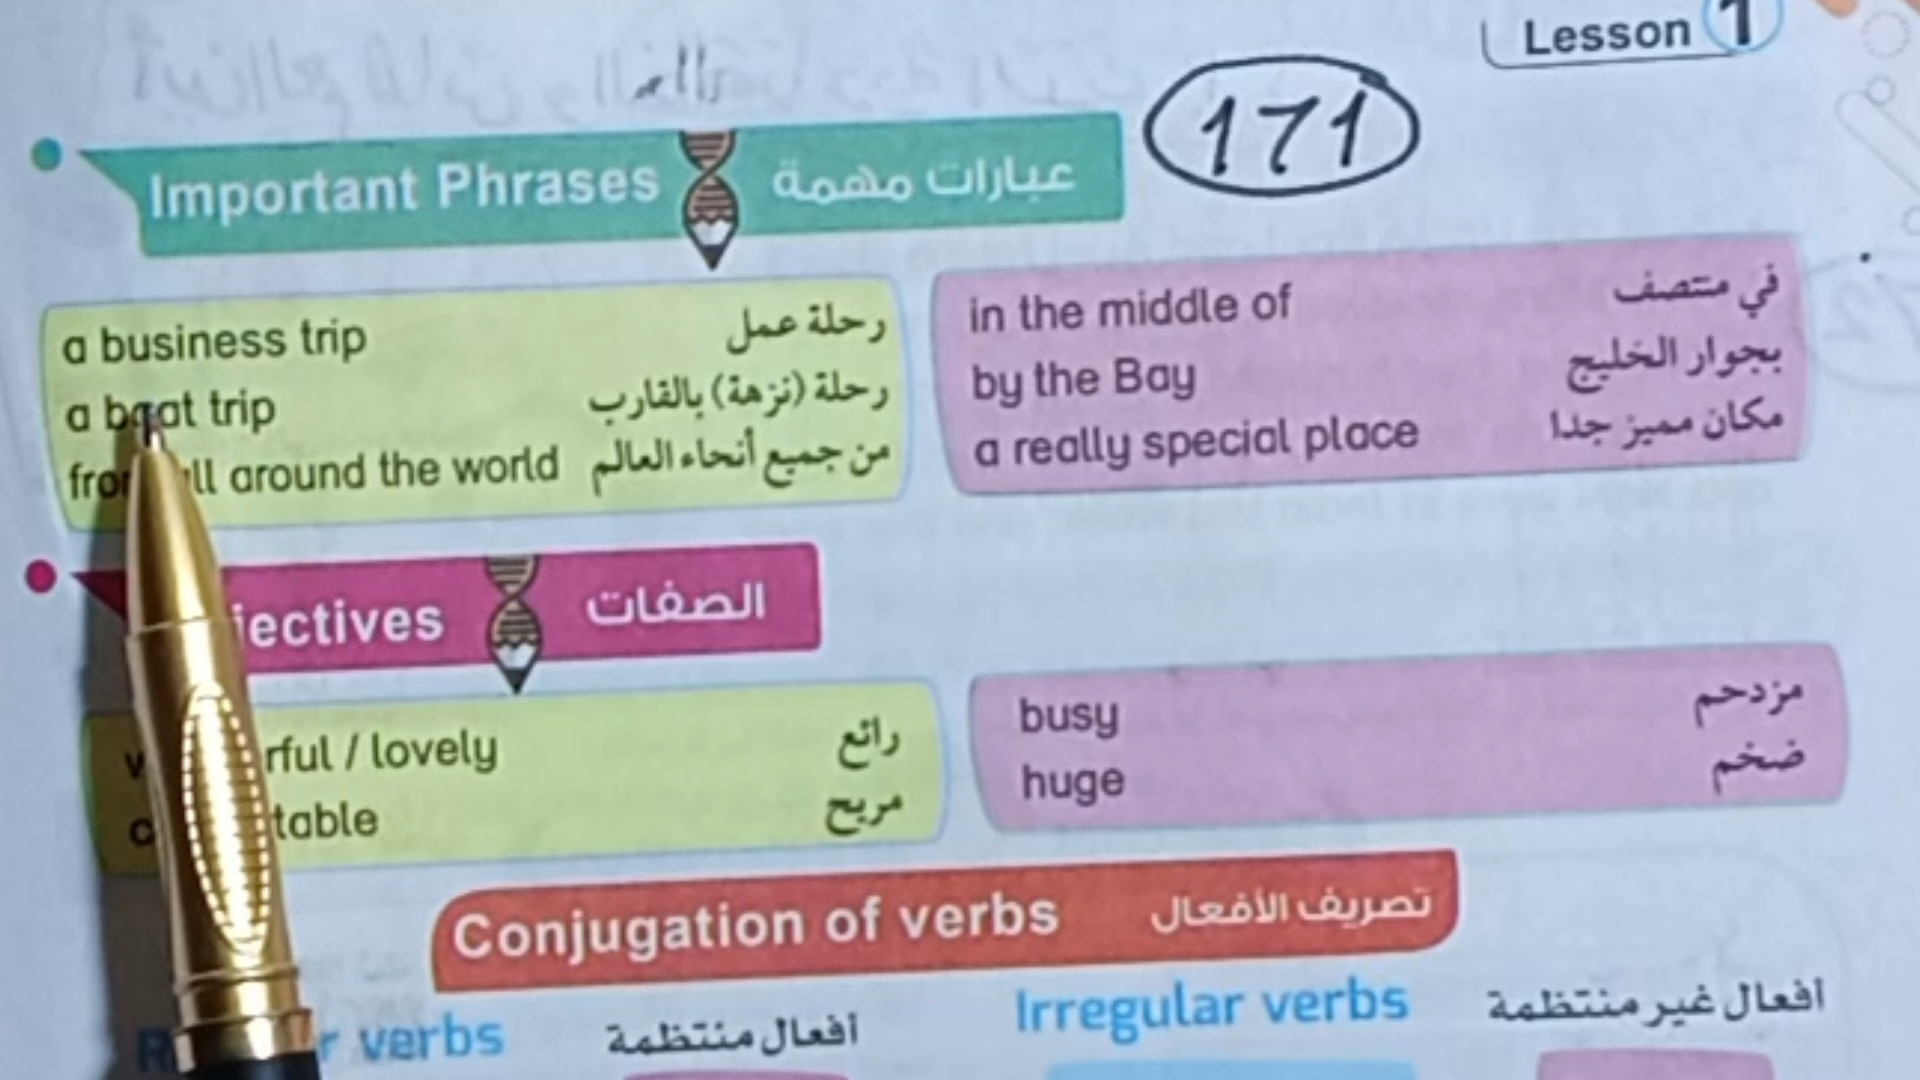 Lesson 1
171
Important Phrases عبارات مهمة
a business trip رحلة عمل
a boat trip رحلة (نزهة) بالقارب
all around the world من جميع أنحاء العالم
in the middle of في منتصف
by the Bay بجوار الخليج
a really special place مكان مميز جدا
jectives الصفات
rful / lovely رائع
table مريح
busy مزدحم
huge ضخم
Conjugation of verbs تصريف الأفعال
verbs أفعال منتظمة
Irregular verbs أفعال غير منتظمة